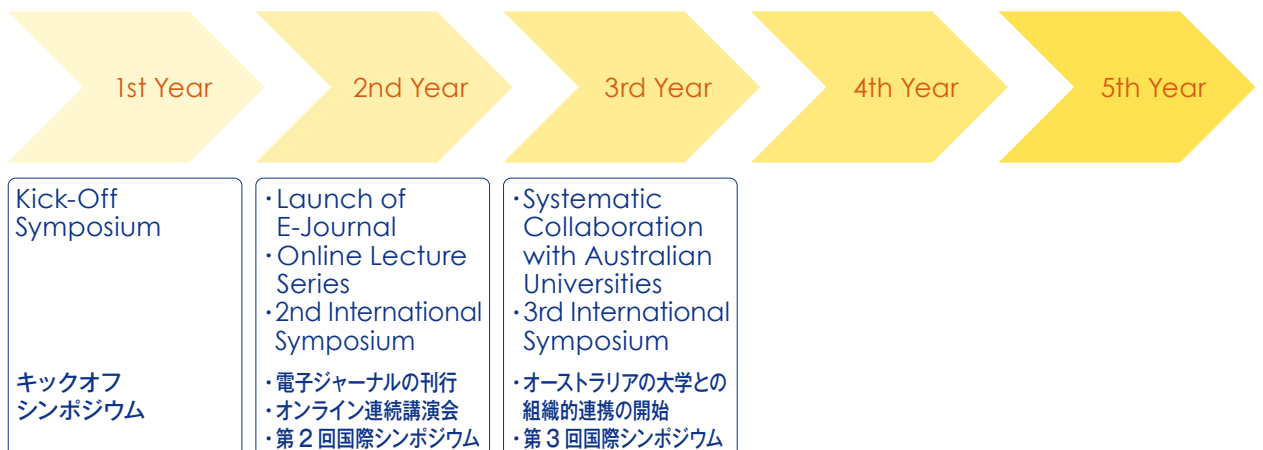 1st Year
2nd Year
3rd Year
4th Year
5th Year
Kick-Off
Symposium
キックオフ
シンポジウム
・Launch of
E-Journal
・Online Lecture
Series
・2nd International
Symposium
・電子ジャーナルの刊行
・オンライン連続講演会
・第2回国際シンポジウム
・Systematic
Collaboration
with Australian
Universities
・3rd International
Symposium
・オーストラリアの大学との
組織的連携の開始
・第3回国際シンポジウム